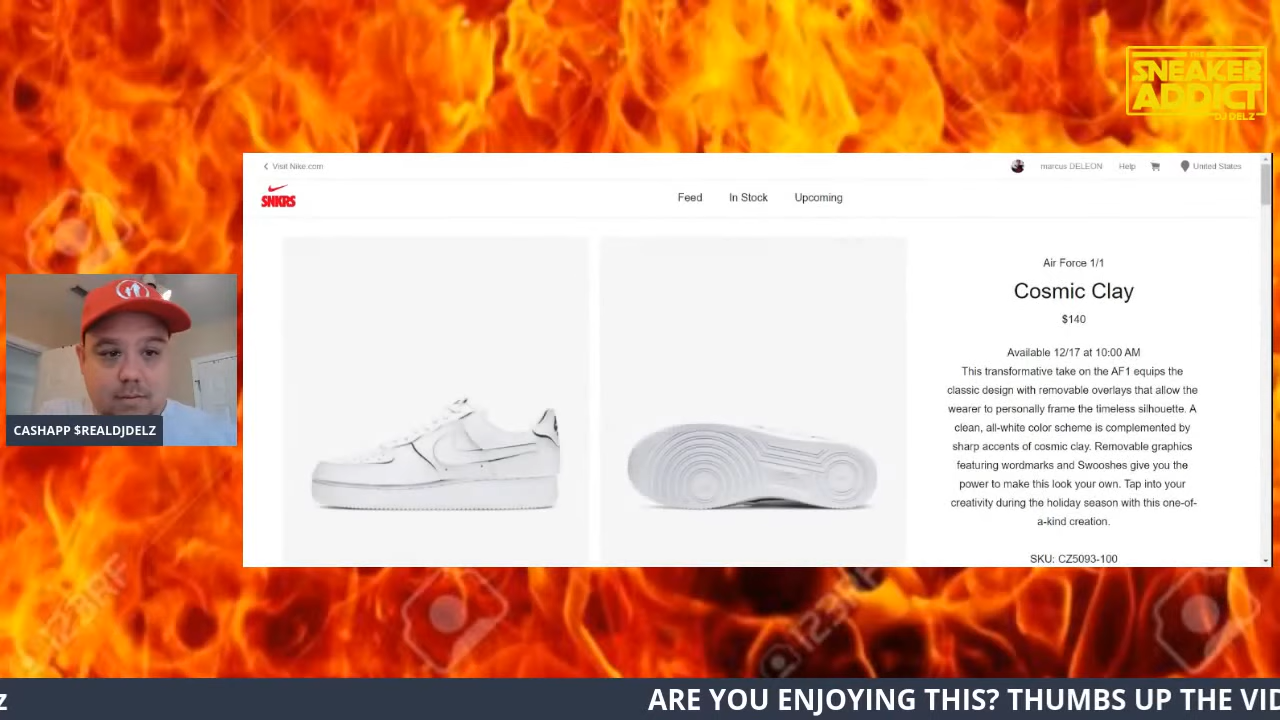 THE
SNEAKER
ADDICT
DJ DELZ
Visit Nike.com
marcus DELEON
Help
United States
SNKRS
Feed
In Stock
Upcoming
Air Force 1/1
Cosmic Clay
$140
Available 12/17 at 10:00 AM
This transformative take on the AF1 equips the
classic design with removable overlays that allow the
wearer to personally frame the timeless silhouette. A
clean, all-white color scheme is complemented by
sharp accents of cosmic clay. Removable graphics
featuring wordmarks and Swooshes give you the
power to make this look your own. Tap into your
creativity during the holiday season with this one-of-
a-kind creation.
SKU: CZ5093-100
CASHAPP $REALDJDELZ
123RF
123RF
123RF
Z
ARE YOU ENJOYING THIS? THUMBS UP THE VID